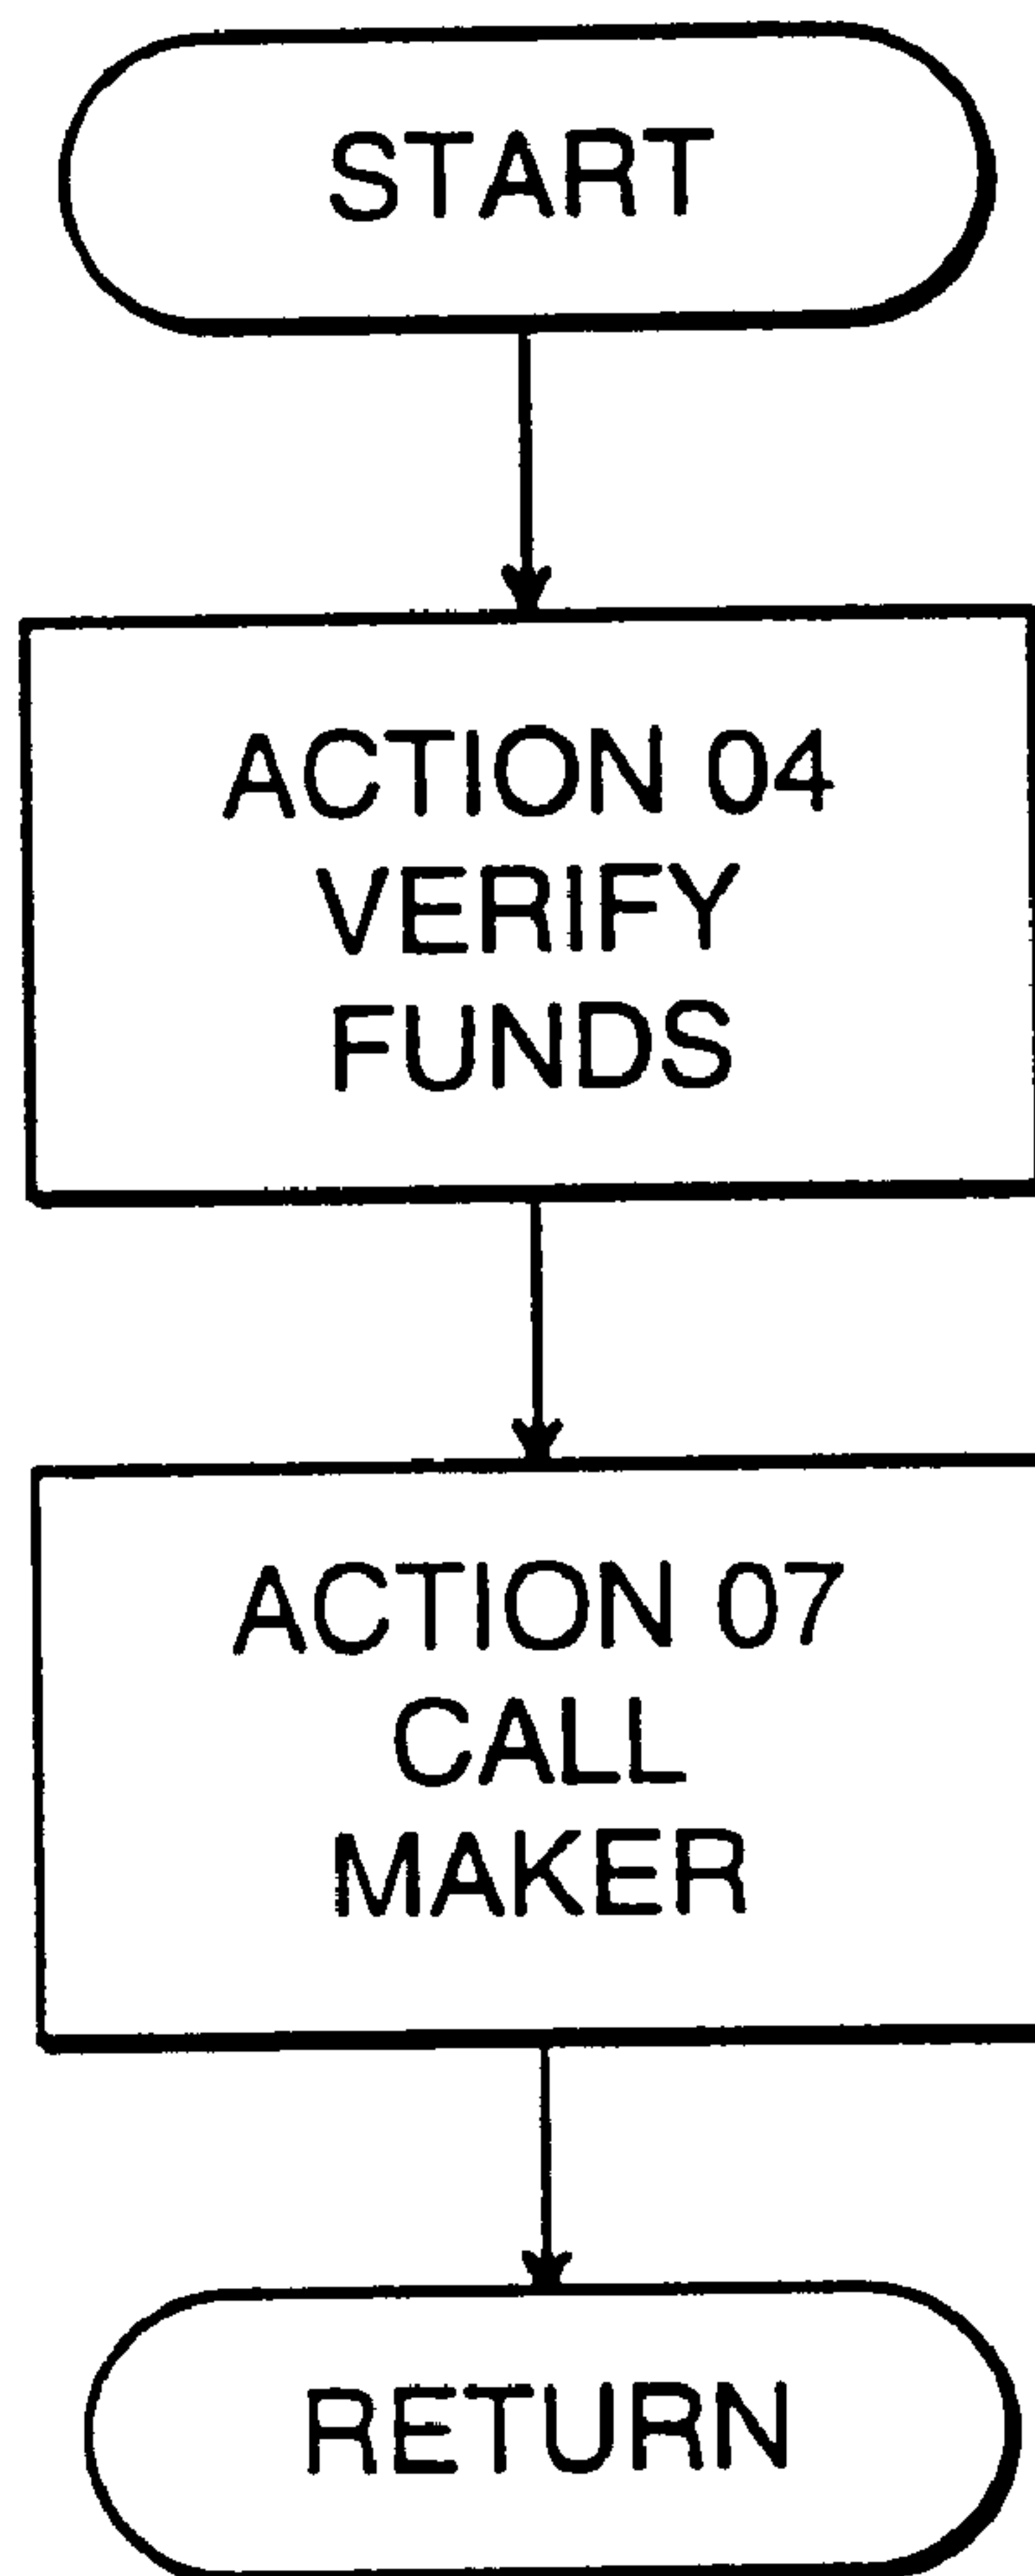 START
ACTION 04
VERIFY
FUNDS
ACTION 07
CALL
MAKER
RETURN